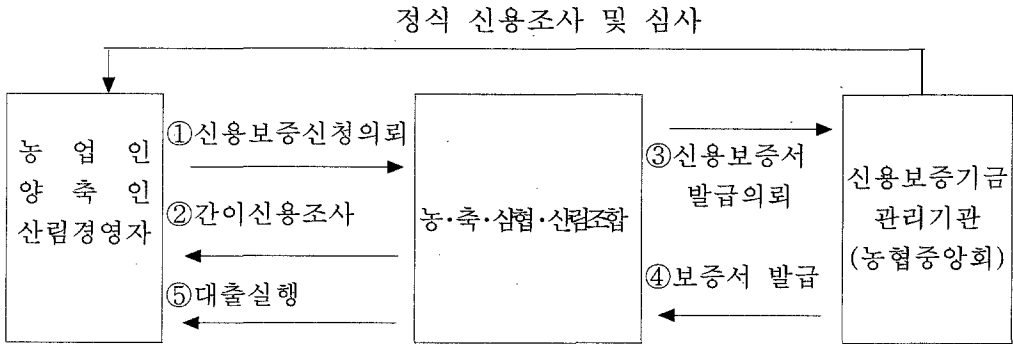 정식 신용조사 및 심사
농 업 인
양 축 인
산림경영자
①신용보증신청의뢰
②간이신용조사
⑤대출실행
농·축·삼협·산림조합
③신용보증서
발급의뢰
④보증서 발급
신용보증기금
관리기관
(농협중앙회)